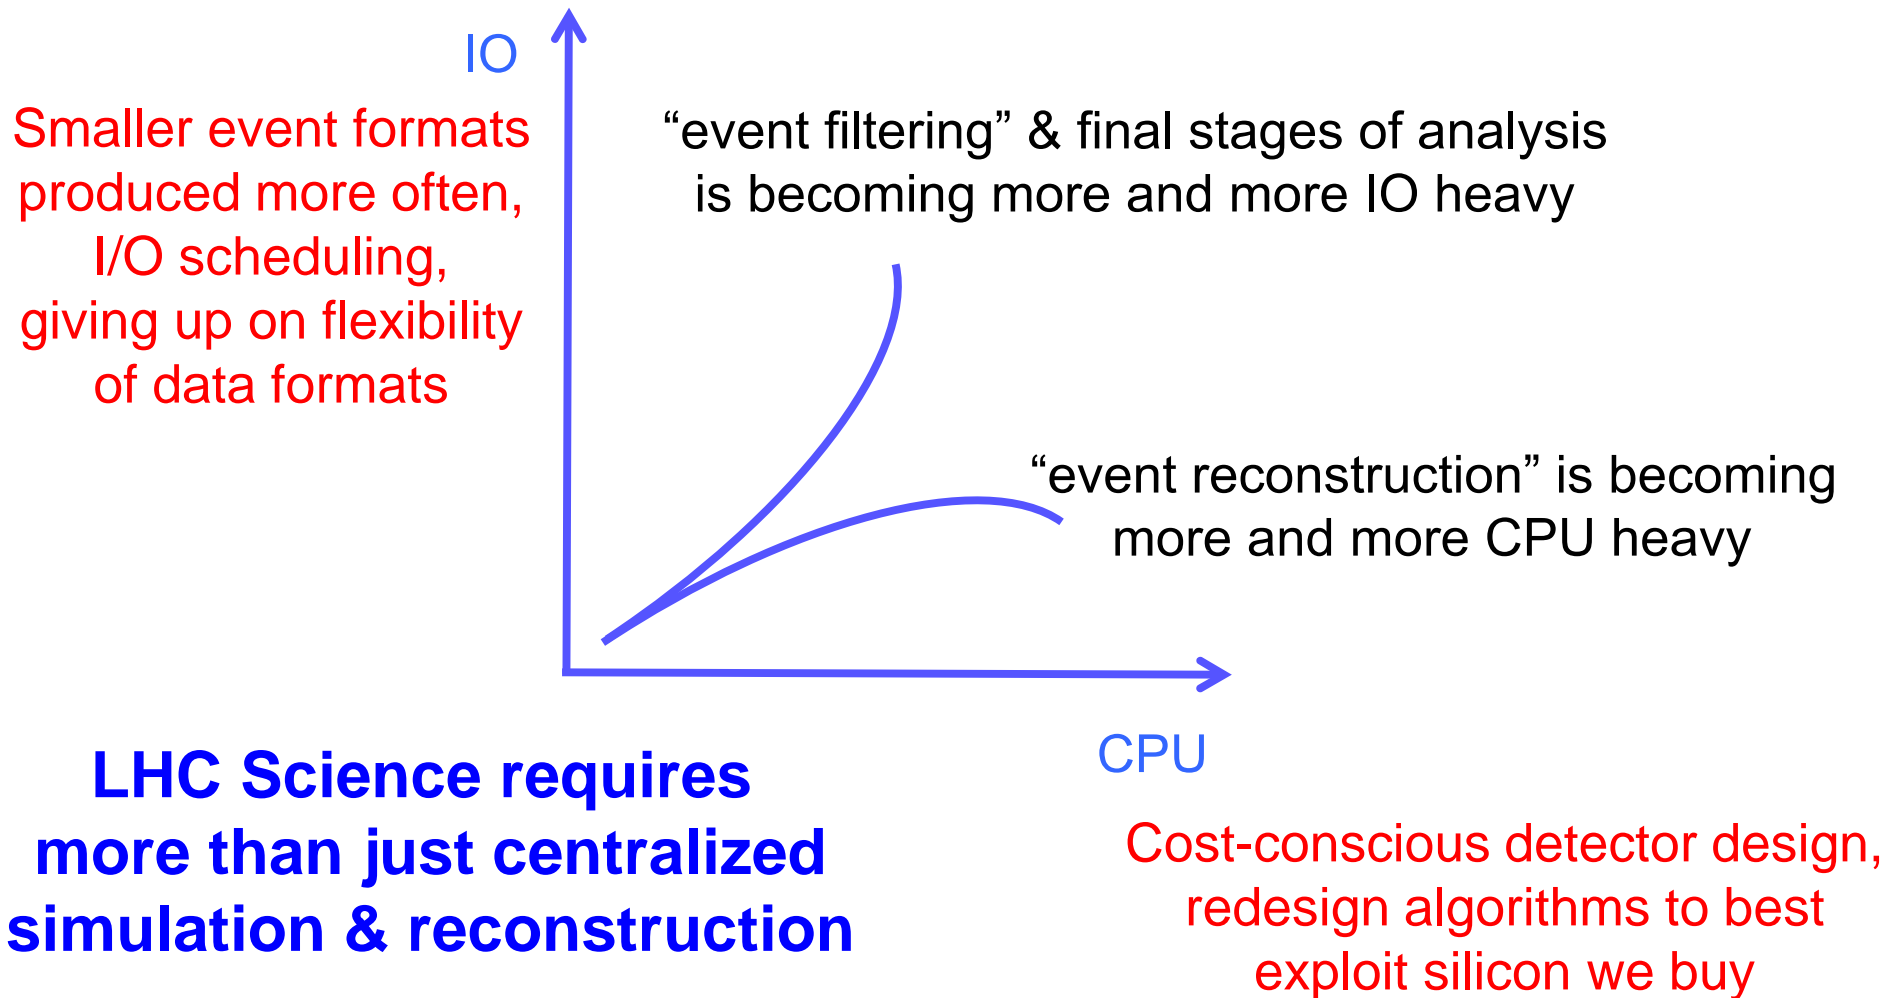 IO
Smaller event formats
produced more often,
I/O scheduling,
giving up on flexibility
of data formats
“event filtering” & final stages of analysis
is becoming more and more IO heavy
“event reconstruction” is becoming
more and more CPU heavy
CPU
LHC Science requires
more than just centralized
simulation & reconstruction
Cost-conscious detector design,
redesign algorithms to best
exploit silicon we buy